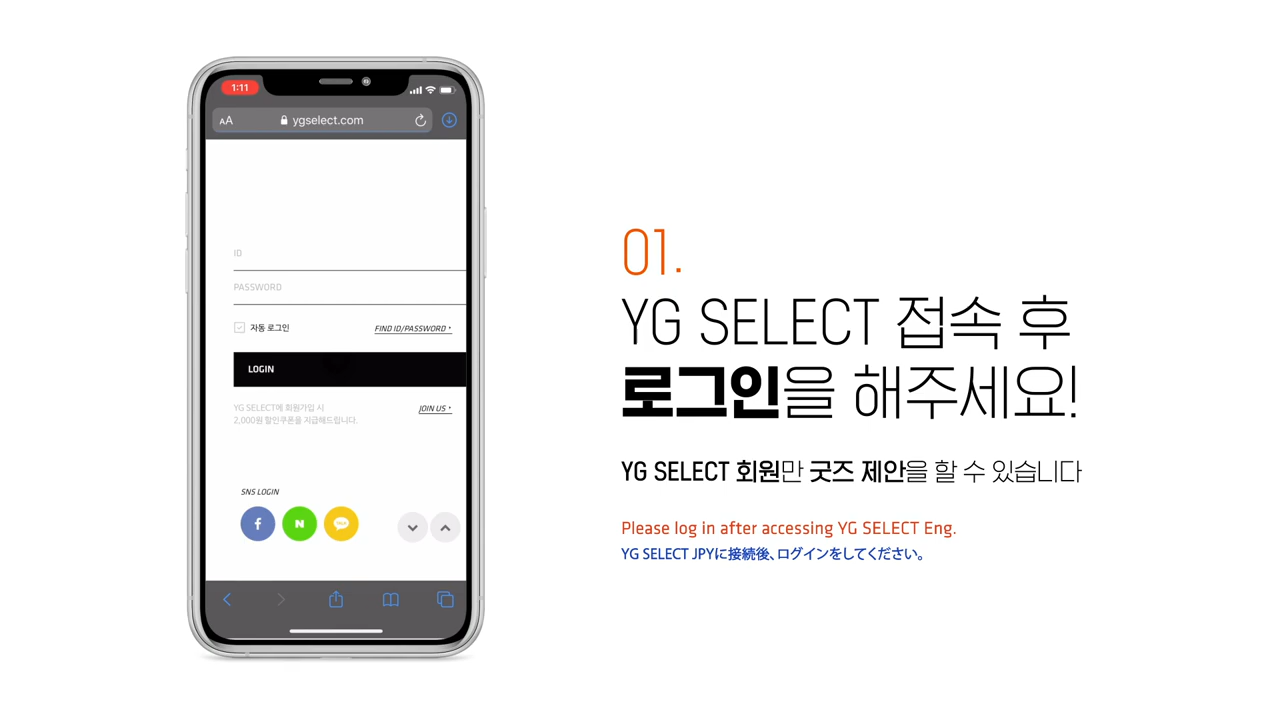 1:11
AA ygselect.com
ID
PASSWORD
자동 로그인 FIND ID/PASSWORD
LOGIN
YG SELECT에 회원가입 시 JOIN US
2,000원 할인쿠폰을 지급해드립니다.
SNS LOGIN
f N TALK
01.
YG SELECT 접속 후
로그인을 해주세요!
YG SELECT 회원만 굿즈 제안을 할 수 있습니다
Please log in after accessing YG SELECT Eng.
YG SELECT JPYに接続後、ログインをしてください。